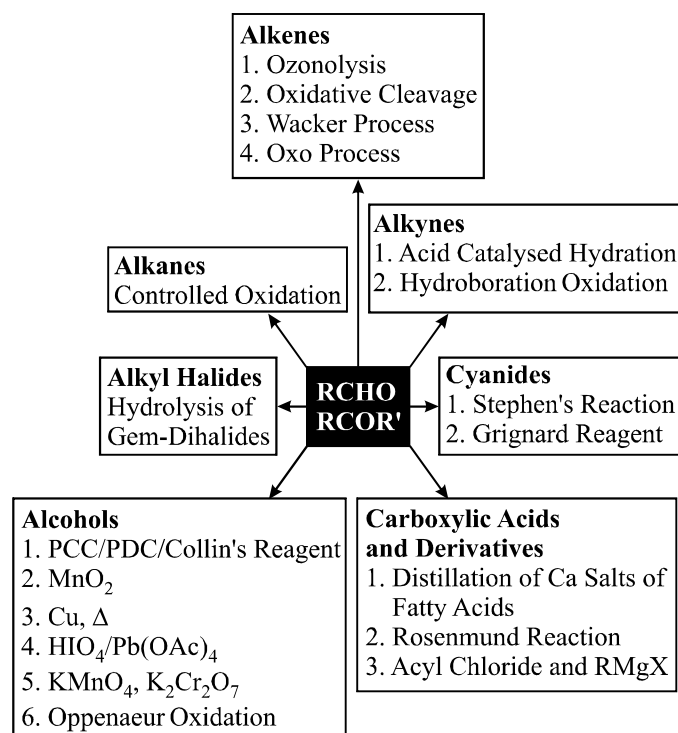 Alkenes
1. Ozonolysis
2. Oxidative Cleavage
3. Wacker Process
4. Oxo Process
Alkynes
1. Acid Catalysed Hydration
2. Hydroboration Oxidation
Alkanes
Controlled Oxidation
Alkyl Halides
Hydrolysis of
Gem-Dihalides
RCHO
RCOR'
Cyanides
1. Stephen's Reaction
2. Grignard Reagent
Alcohols
1. PCC/PDC/Collin's Reagent
2. MnO₂
3. Cu, Δ
4. HIO₄/Pb(OAc)₄
5. KMnO₄, K₂Cr₂O₇
6. Oppenaeur Oxidation
Carboxylic Acids
and Derivatives
1. Distillation of Ca Salts of
Fatty Acids
2. Rosenmund Reaction
3. Acyl Chloride and RMgX